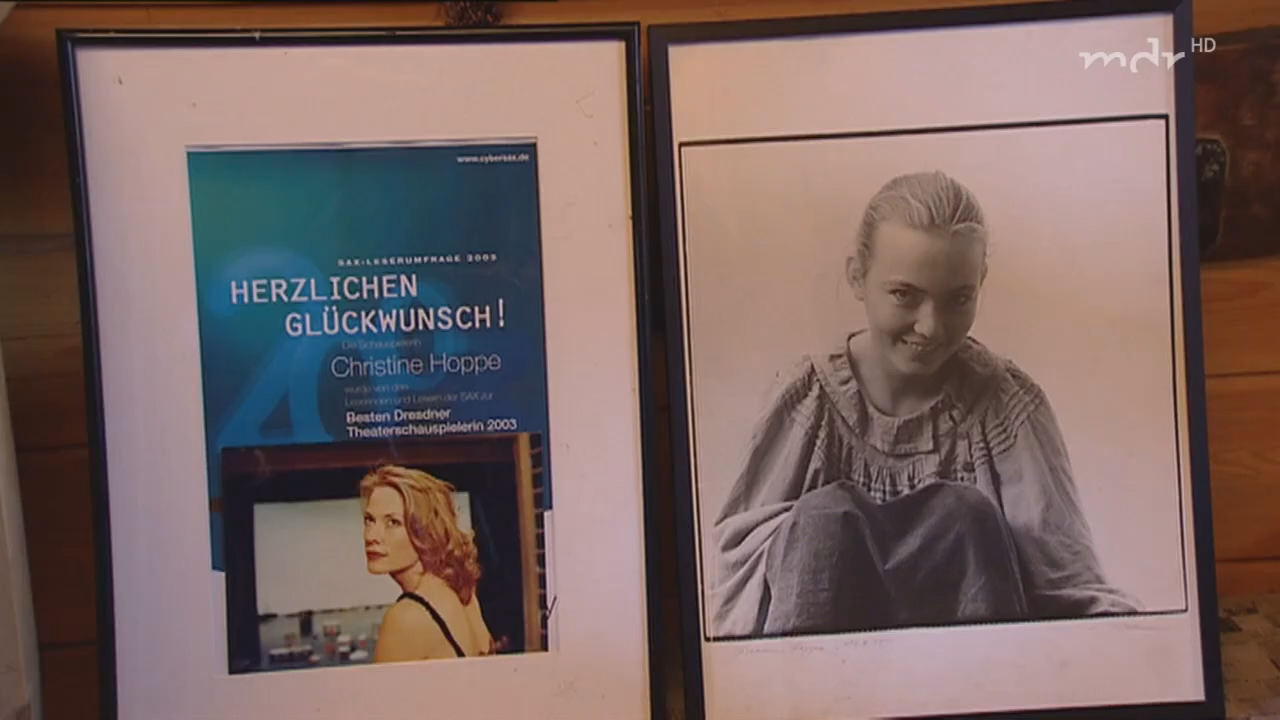 www.cybersax.de
SAX-LESERUMFRAGE 2003
HERZLICHEN
GLÜCKWUNSCH!
Die Schauspielerin
Christine Hoppe
wurde von den
Leserinnen und Lesern der SAX zur
Besten Dresdner
Theaterschauspielerin 2003
mdr HD